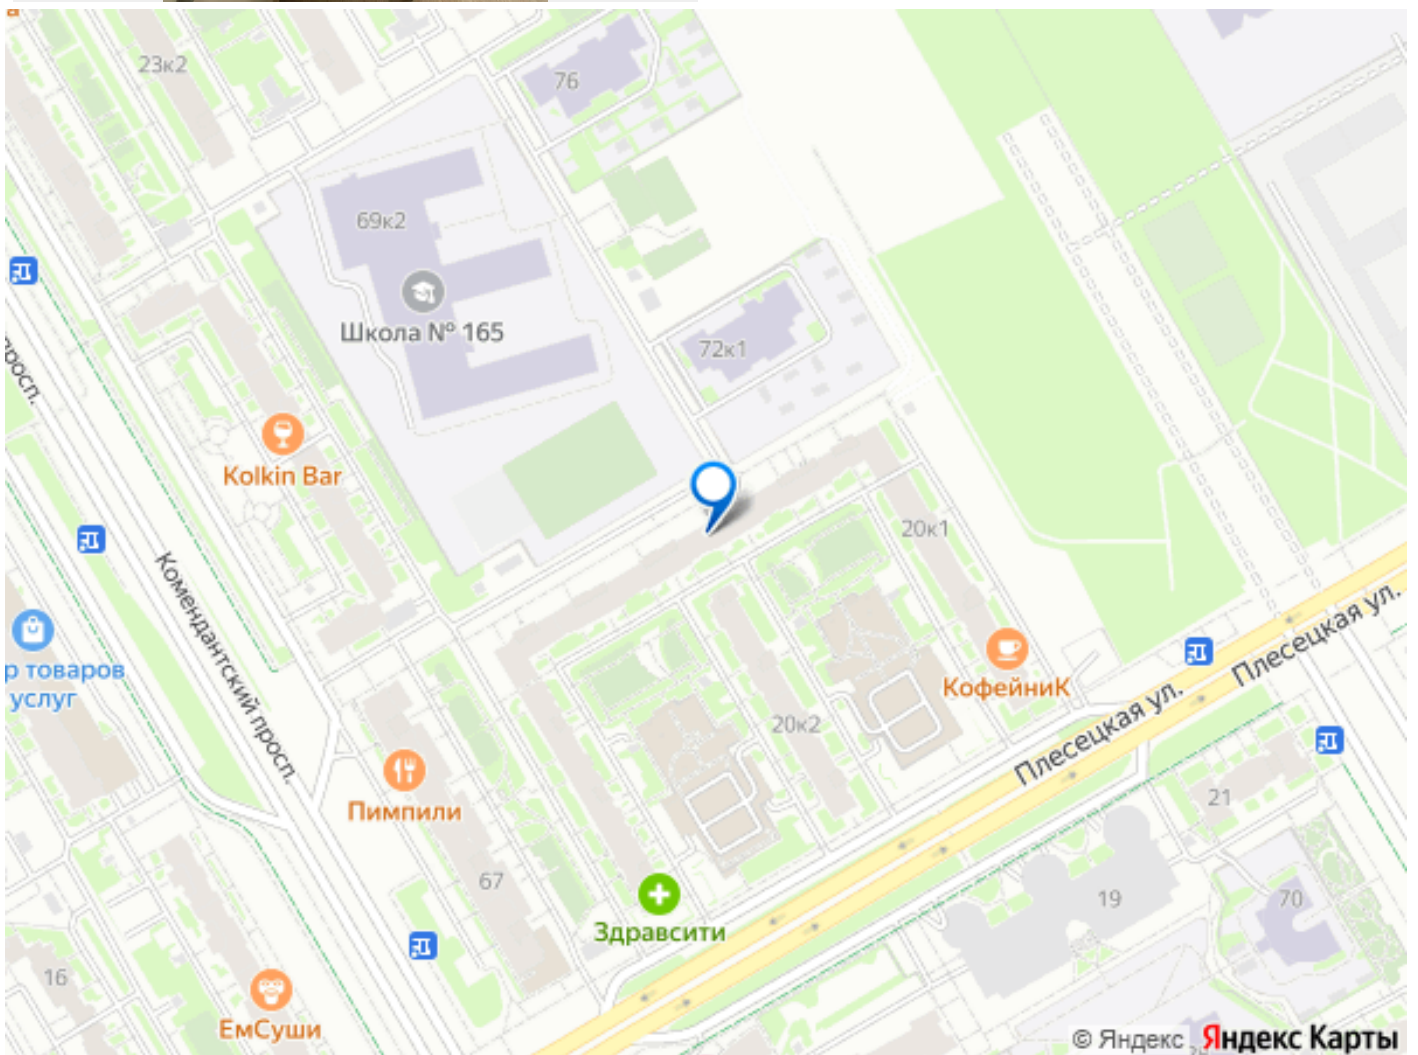 23к2
76
69к2
Школа № 165
72к1
просп.
Kolkin Bar
20к1
Комендантский просп.
р товаров
услуг
КофейниК
Плесецкая ул.
Плесецкая ул.
20к2
Пимпили
21
67
19
70
Здравсити
16
ЕмСуши
© Яндекс Яндекс Карты